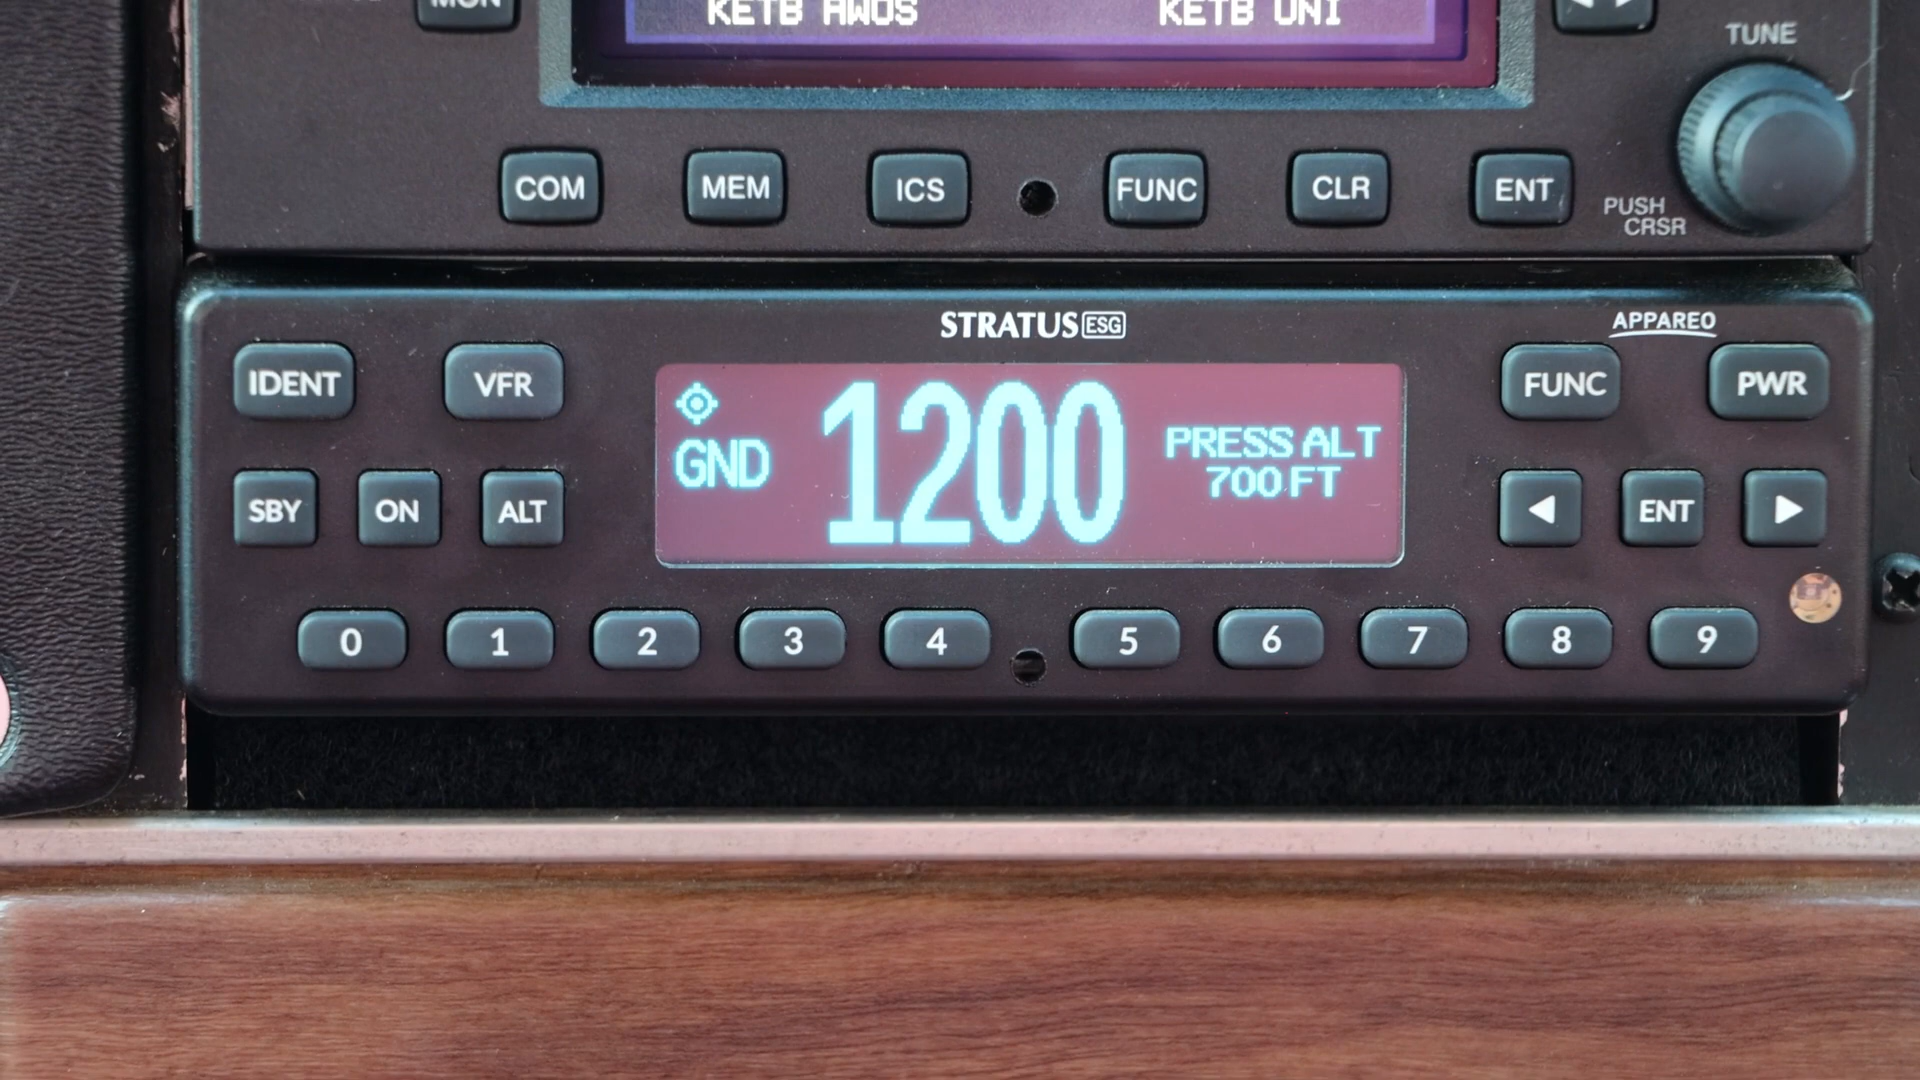 MON
KETB AWOS KETB UNI
TUNE
COM MEM ICS FUNC CLR ENT
PUSH
CRSR
STRATUS ESG
APPAREO
IDENT VFR
FUNC PWR
GND
1200
PRESS ALT
700 FT
SBY ON ALT
ENT
0 1 2 3 4 5 6 7 8 9